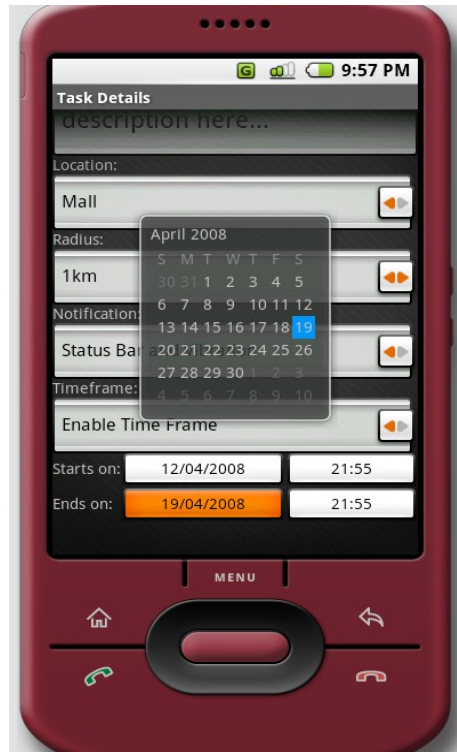 G 9:57 PM
Task Details
description here...
Location:
Mall
Radius:
1km
Notification:
Status Bar
Timeframe:
Enable Time Frame
April 2008
S M T W T F S
30 31 1 2 3 4 5
6 7 8 9 10 11 12
13 14 15 16 17 18 19
20 21 22 23 24 25 26
27 28 29 30 1 2 3
4 5 6 7 8 9 10
Starts on: 12/04/2008 21:55
Ends on: 19/04/2008 21:55
MENU